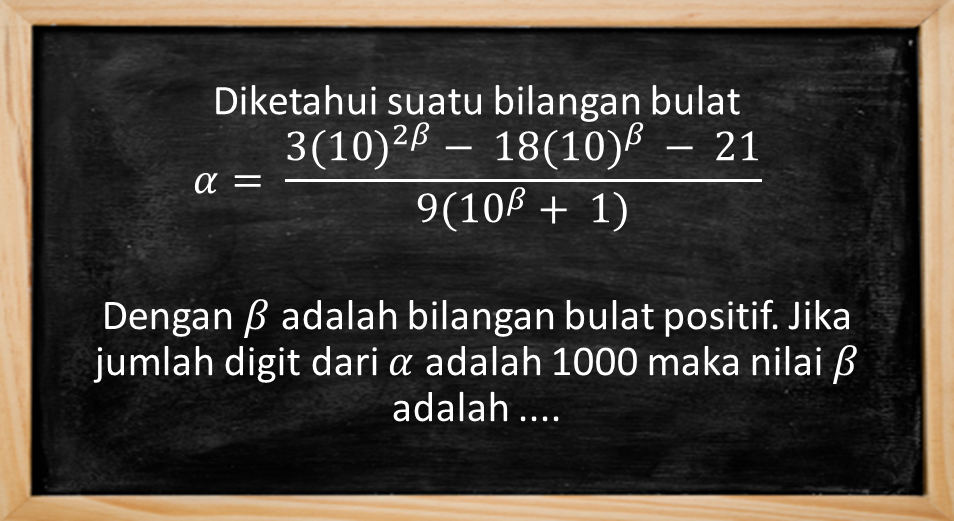 Diketahui suatu bilangan bulat
α = \frac{3(10)^{2β} − 18(10)^{β} − 21}{9(10^{β} + 1)}
Dengan β adalah bilangan bulat positif. Jika
jumlah digit dari α adalah 1000 maka nilai β
adalah ....